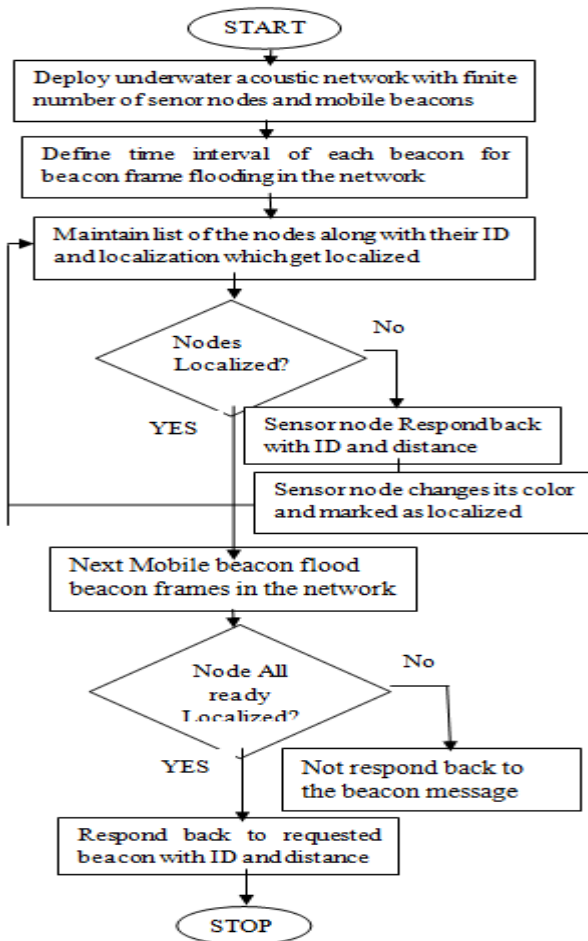 START
Deploy underwater acoustic network with finite
number of senor nodes and mobile beacons
Define time interval of each beacon for
beacon frame flooding in the network
Maintain list of the nodes along with their ID
and localization which get localized
Nodes
Localized?
No
YES
Sensor node Respond back
with ID and distance
Sensor node changes its color
and marked as localized
Next Mobile beacon flood
beacon frames in the network
Node All
ready
Localized?
No
YES
Not respond back to
the beacon message
Respond back to requested
beacon with ID and distance
STOP